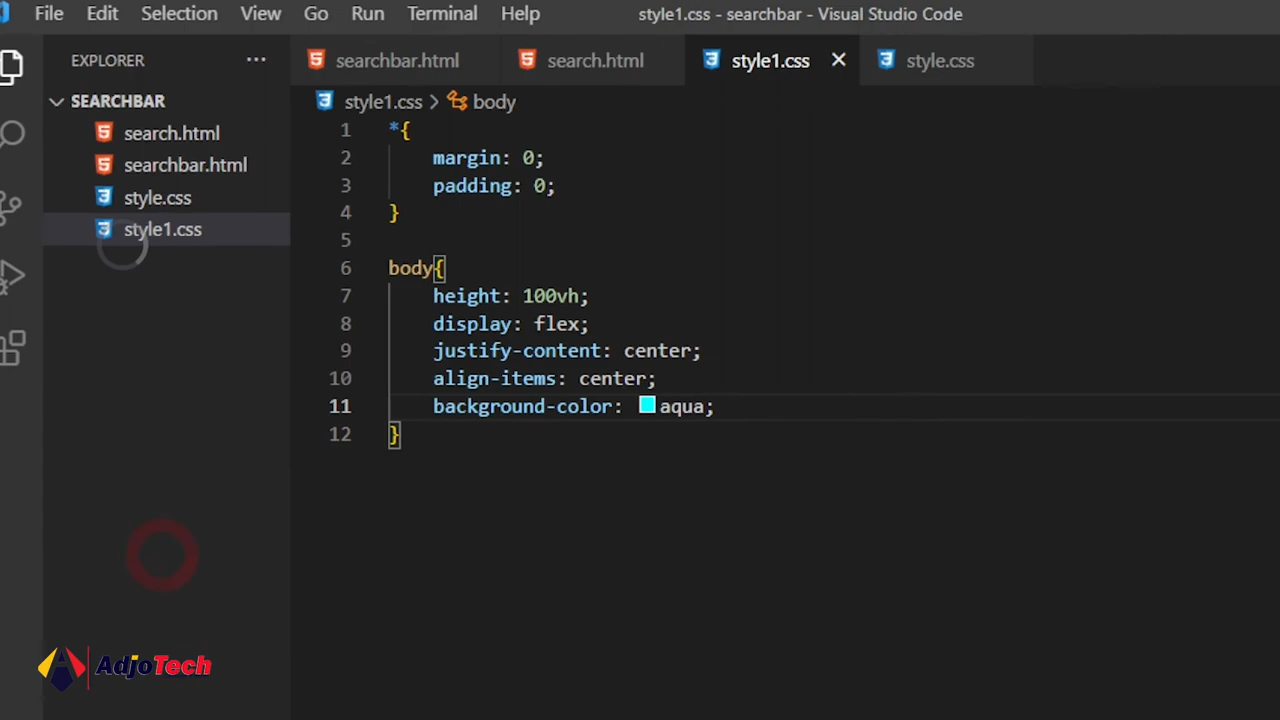 File Edit Selection View Go Run Terminal Help
style1.css - searchbar - Visual Studio Code
EXPLORER ...
SEARCHBAR
search.html
searchbar.html
style.css
style1.css
searchbar.html search.html style1.css style.css
style1.css > body
1 *{
2 margin: 0;
3 padding: 0;
4 }
5
6 body{
7 height: 100vh;
8 display: flex;
9 justify-content: center;
10 align-items: center;
11 background-color: aqua;
12 }
AdjoTech